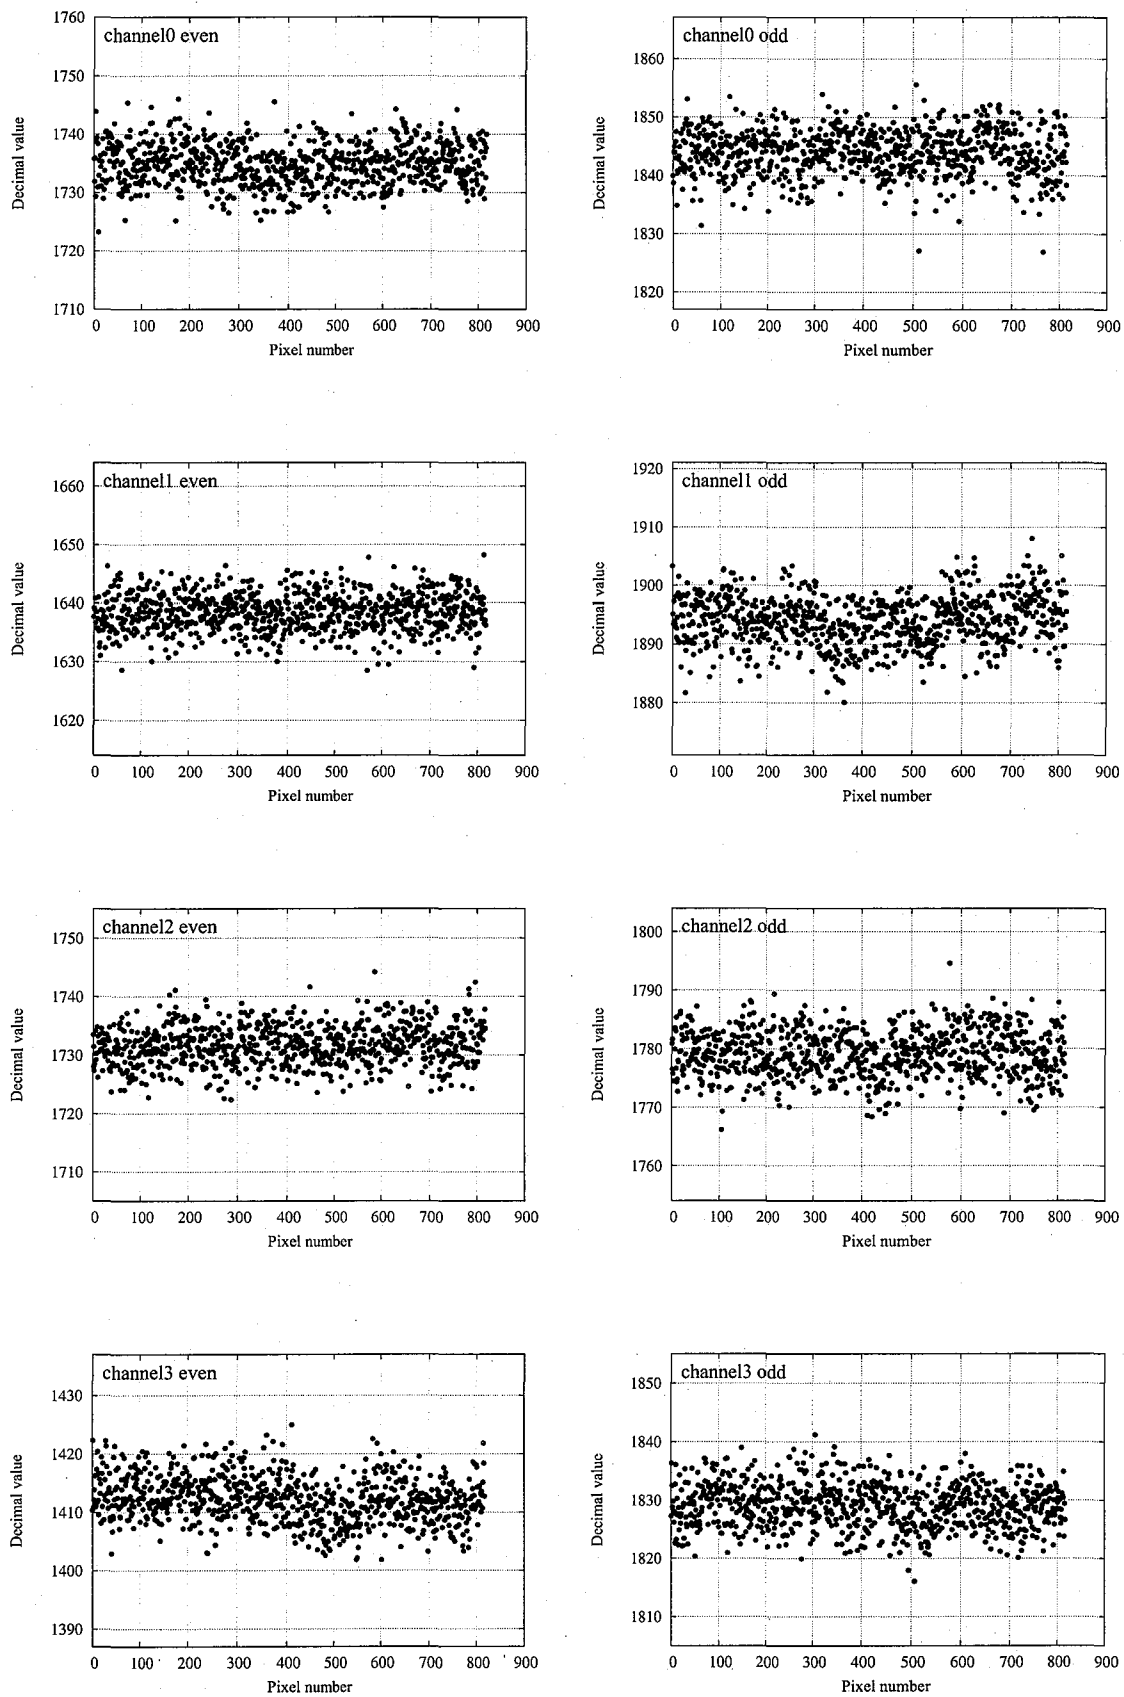 1760
channel0 even
1750
1740
1730
1720
1710
Decimal value
0 100 200 300 400 500 600 700 800 900
Pixel number
channel0 odd
1860
1850
1840
1830
1820
Decimal value
0 100 200 300 400 500 600 700 800 900
Pixel number
channel1 even
1660
1650
1640
1630
1620
Decimal value
0 100 200 300 400 500 600 700 800 900
Pixel number
1920
channel1 odd
1910
1900
1890
1880
Decimal value
0 100 200 300 400 500 600 700 800 900
Pixel number
channel2 even
1750
1740
1730
1720
1710
Decimal value
0 100 200 300 400 500 600 700 800 900
Pixel number
channel2 odd
1800
1790
1780
1770
1760
Decimal value
0 100 200 300 400 500 600 700 800 900
Pixel number
channel3 even
1430
1420
1410
1400
1390
Decimal value
0 100 200 300 400 500 600 700 800 900
Pixel number
channel3 odd
1850
1840
1830
1820
1810
Decimal value
0 100 200 300 400 500 600 700 800 900
Pixel number